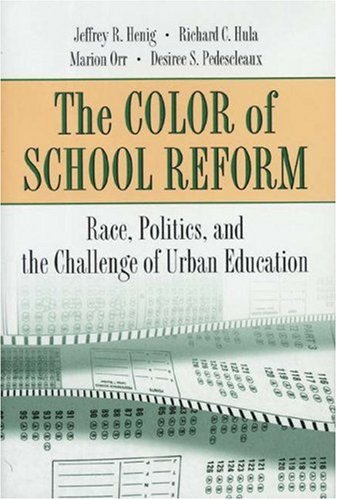 Jeffrey R. Henig • Richard C. Hula
Marion Orr • Desiree S. Pedescleaux
The COLOR of
SCHOOL REFORM
Race, Politics, and
the Challenge of Urban Education